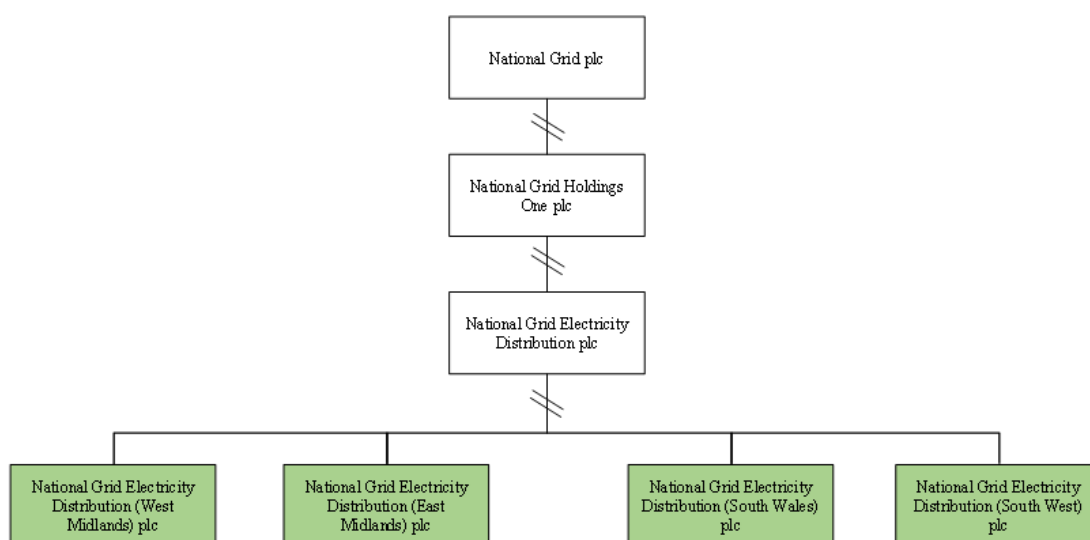 National Grid plc
National Grid Holdings
One plc
National Grid Electricity
Distribution plc
National Grid Electricity
Distribution (West
Midlands) plc
National Grid Electricity
Distribution (East
Midlands) plc
National Grid Electricity
Distribution (South Wales)
plc
National Grid Electricity
Distribution (South West)
plc